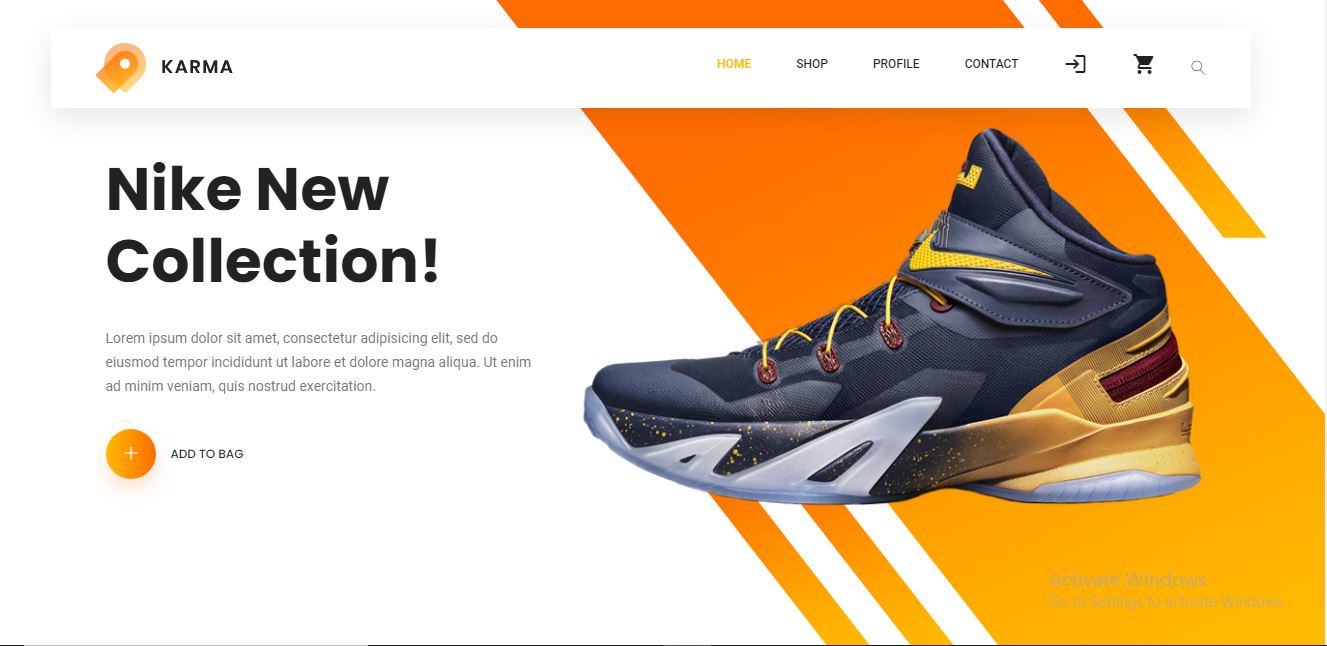 KARMA
HOME SHOP PROFILE CONTACT
Nike New
Collection!
Lorem ipsum dolor sit amet, consectetur adipisicing elit, sed do
eiusmod tempor incididunt ut labore et dolore magna aliqua. Ut enim
ad minim veniam, quis nostrud exercitation.
ADD TO BAG
Activate Windows
Go to Settings to activate Windows.